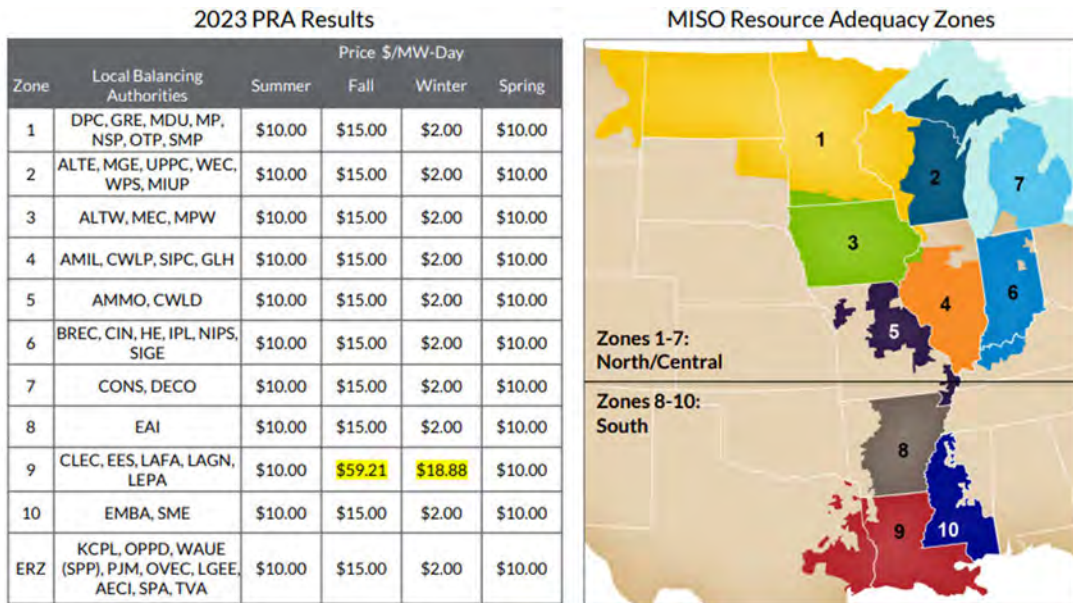 2023 PRA Results
Price $/MW-Day
Zone
Local Balancing
Authorities
Summer Fall Winter Spring
1
DPC, GRE, MDU, MP,
NSP, OTP, SMP
$10.00 $15.00 $2.00 $10.00
2
ALTE, MGE, UPPC, WEC,
WPS, MIUP
$10.00 $15.00 $2.00 $10.00
3 ALTW, MEC, MPW $10.00 $15.00 $2.00 $10.00
4 AMIL, CWLP, SIPC, GLH $10.00 $15.00 $2.00 $10.00
5 AMMO, CWLD $10.00 $15.00 $2.00 $10.00
6
BREC, CIN, HE, IPL, NIPS,
SIGE
$10.00 $15.00 $2.00 $10.00
7 CONS, DECO $10.00 $15.00 $2.00 $10.00
8 EAI $10.00 $15.00 $2.00 $10.00
9
CLEC, EES, LAFA, LAGN,
LEPA
$10.00 $59.21 $18.88 $10.00
10 EMBA, SME $10.00 $15.00 $2.00 $10.00
ERZ
KCPL, OPPD, WAUE
(SPP), PJM, OVEC, LGEE,
AECI, SPA, TVA
$10.00 $15.00 $2.00 $10.00
MISO Resource Adequacy Zones
1
2
7
3
4
6
5
Zones 1-7:
North/Central
Zones 8-10:
South
8
9
10